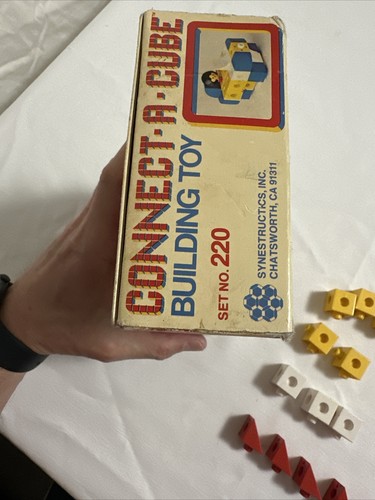 CONNECT·A·CUBE
BUILDING TOY
SET NO. 220
SYNESTRUCTICS, INC.
CHATSWORTH, CA 91311